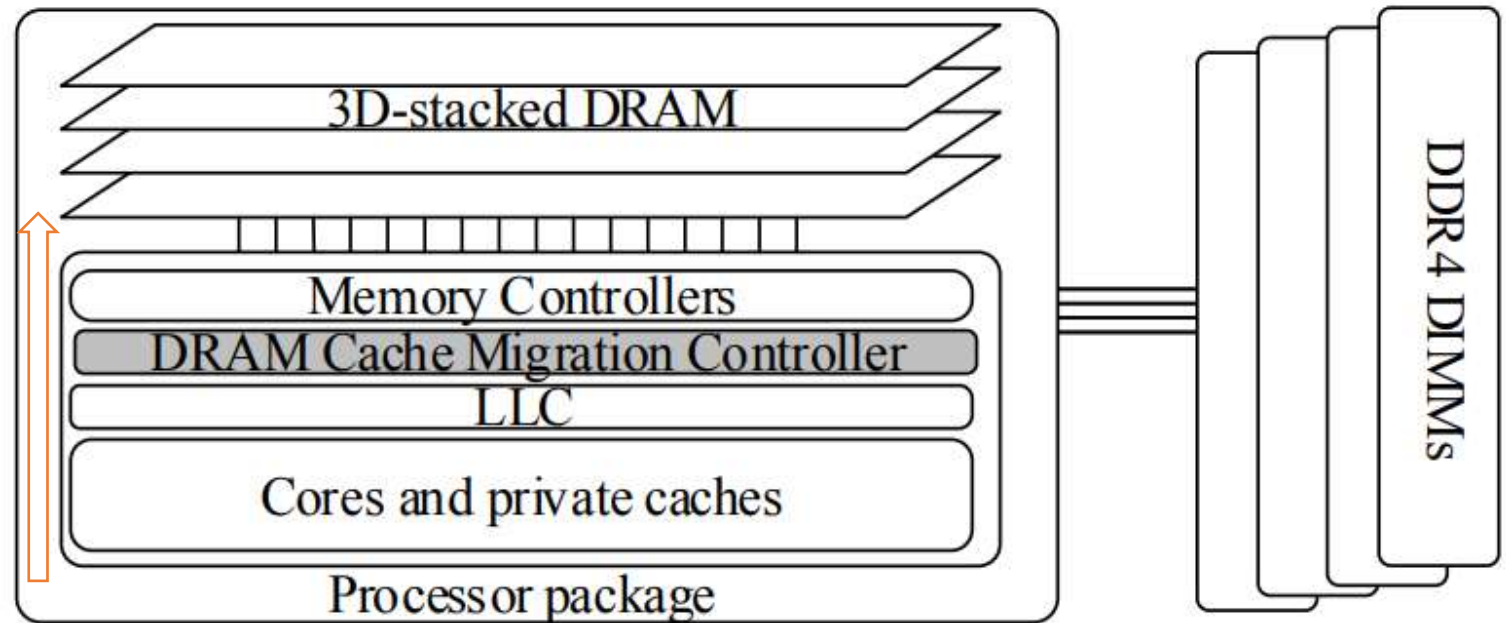 3D-stacked DRAM
Memory Controllers
DRAM Cache Migration Controller
LLC
Cores and private caches
Processor package
DDR4 DIMMs